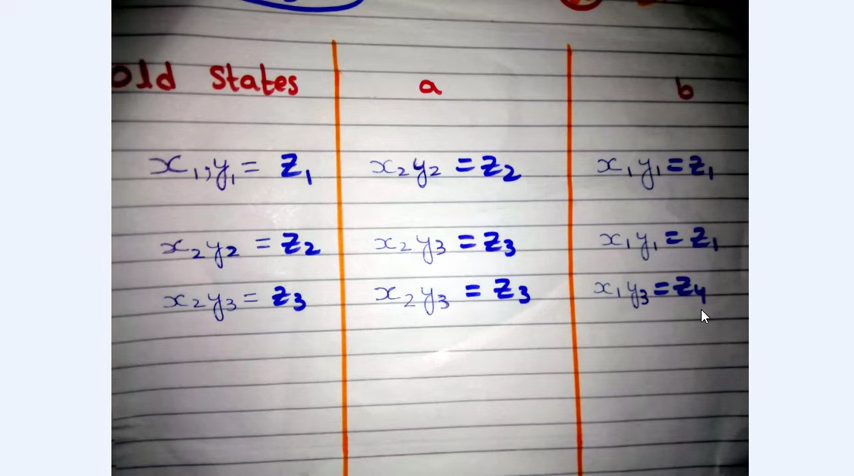 Old States a b
x₁,y₁ = z₁ x₂y₂ = z₂ x₁y₁ = z₁
x₂y₂ = z₂ x₂y₃ = z₃ x₁y₁ = z₁
x₂y₃ = z₃ x₂y₃ = z₃ x₁y₃ = z₄